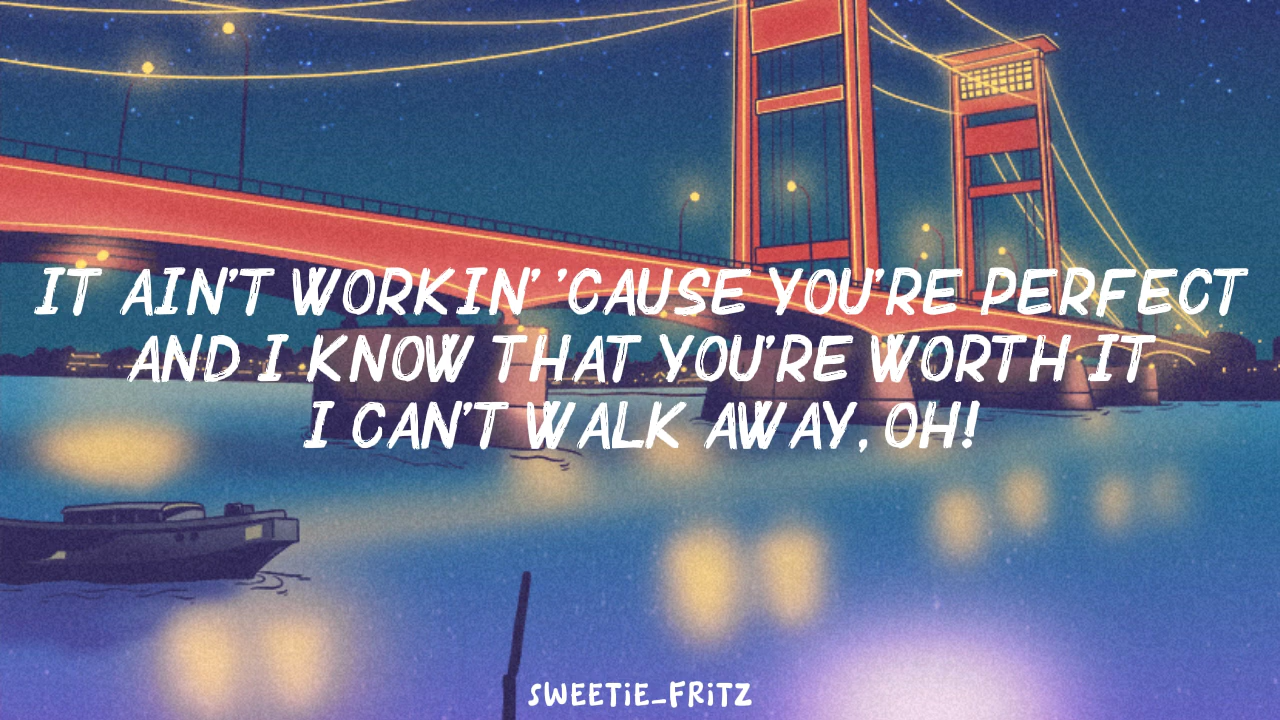 IT AIN'T WORKIN' 'CAUSE YOU'RE PERFECT
AND I KNOW THAT YOU'RE WORTH IT
I CAN'T WALK AWAY, OH!
SWEETiE_FRiTZ